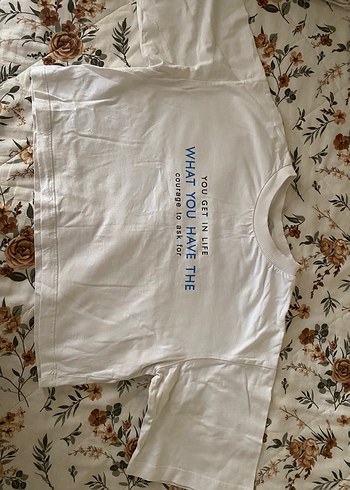 YOU GET IN LIFE
WHAT YOU HAVE THE
courage to ask for